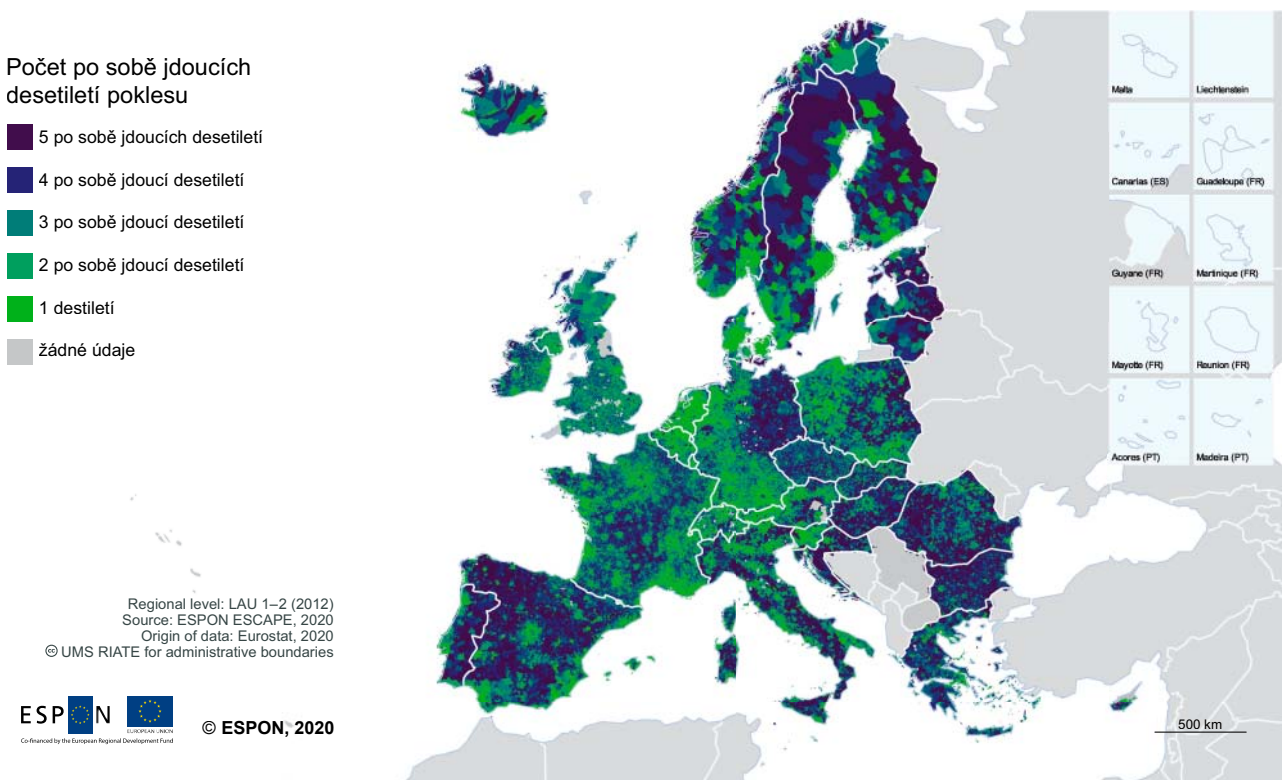 Počet po sobě jdoucích
desetiletí poklesu
5 po sobě jdoucích desetiletí
4 po sobě jdoucí desetiletí
3 po sobě jdoucí desetiletí
2 po sobě jdoucí desetiletí
1 destiletí
žádné údaje
Malta
Liechtenstein
Canarias (ES)
Guadeloupe (FR)
Guyane (FR)
Martinique (FR)
Mayotte (FR)
Reunion (FR)
Acores (PT)
Madeira (PT)
500 km
Regional level: LAU 1–2 (2012)
Source: ESPON ESCAPE, 2020
Origin of data: Eurostat, 2020
cc UMS RIATE for administrative boundaries
ESPON
EUROPEAN UNION
Co-financed by the European Regional Development Fund
© ESPON, 2020